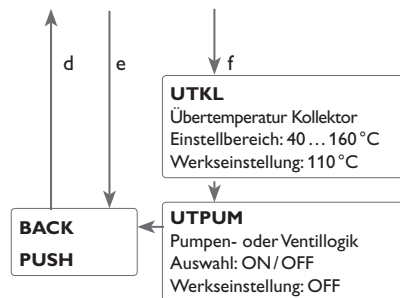 d
e
f
UTKL
Übertemperatur Kollektor
Einstellbereich: 40 … 160 °C
Werkseinstellung: 110 °C
BACK
PUSH
UTPUM
Pumpen- oder Ventillogik
Auswahl: ON / OFF
Werkseinstellung: OFF